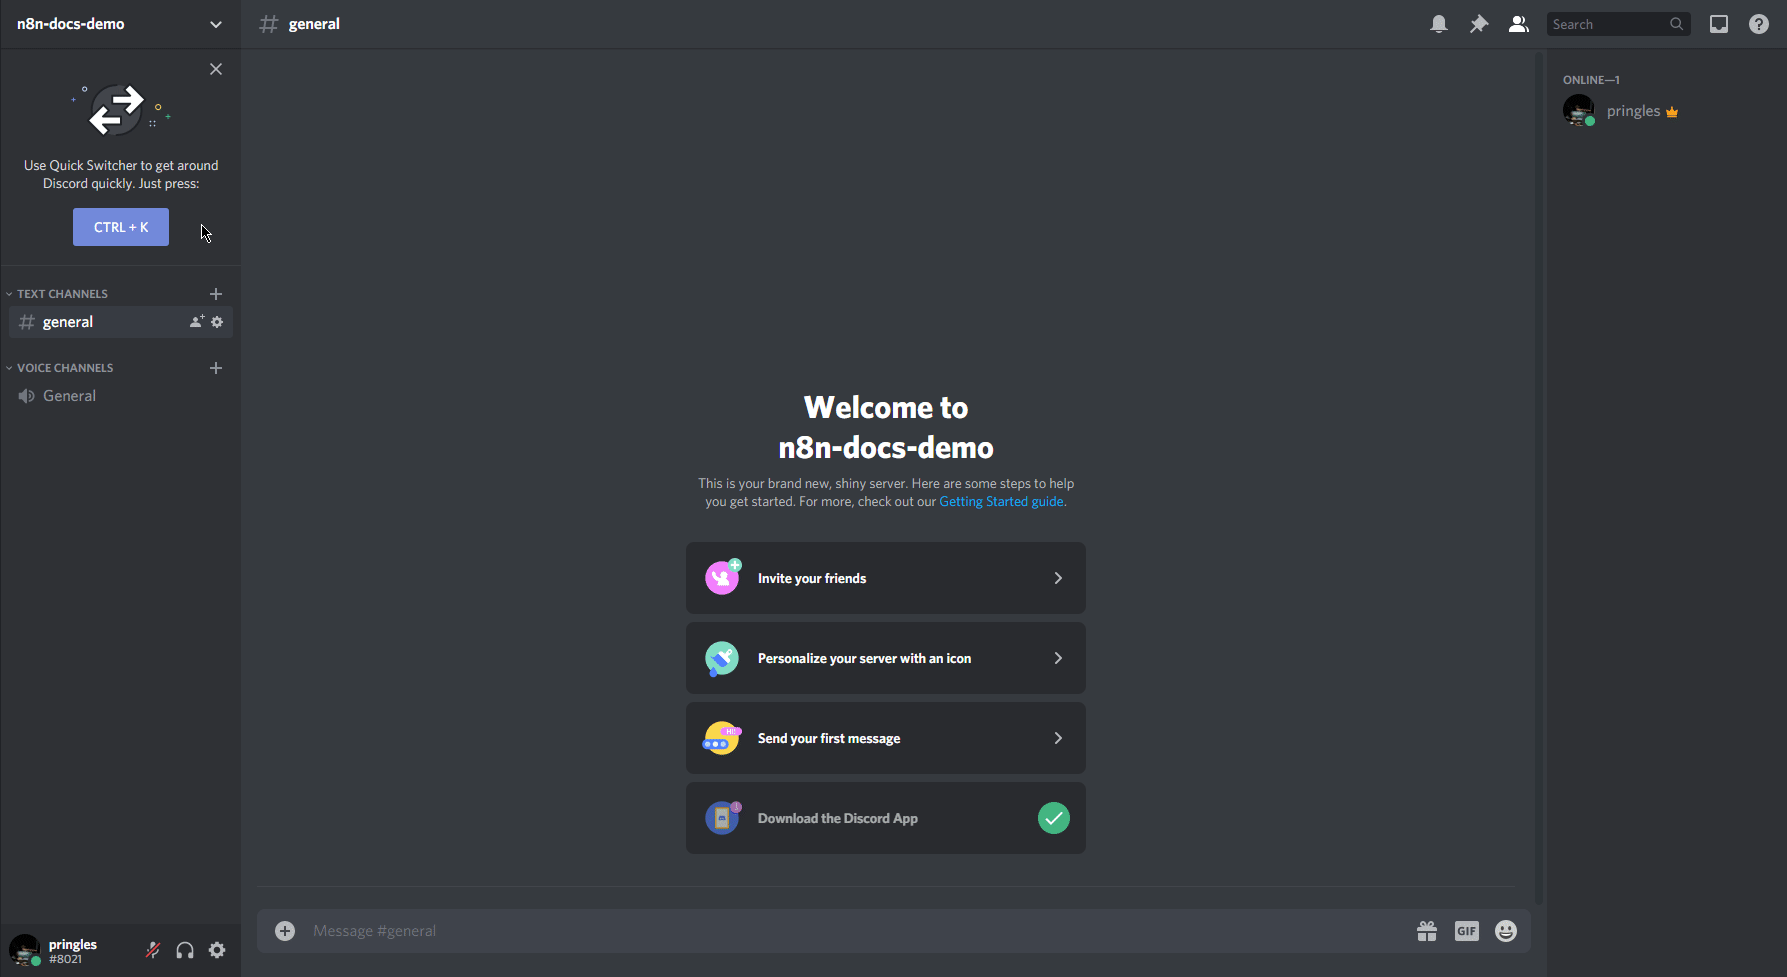 n8n-docs-demo
general
Search
Use Quick Switcher to get around
Discord quickly. Just press:
CTRL + K
TEXT CHANNELS
general
VOICE CHANNELS
General
Welcome to
n8n-docs-demo
This is your brand new, shiny server. Here are some steps to help
you get started. For more, check out our Getting Started guide.
Invite your friends
Personalize your server with an icon
HI!
Send your first message
Download the Discord App
Message #general
GIF
pringles
#8021
ONLINE—1
pringles